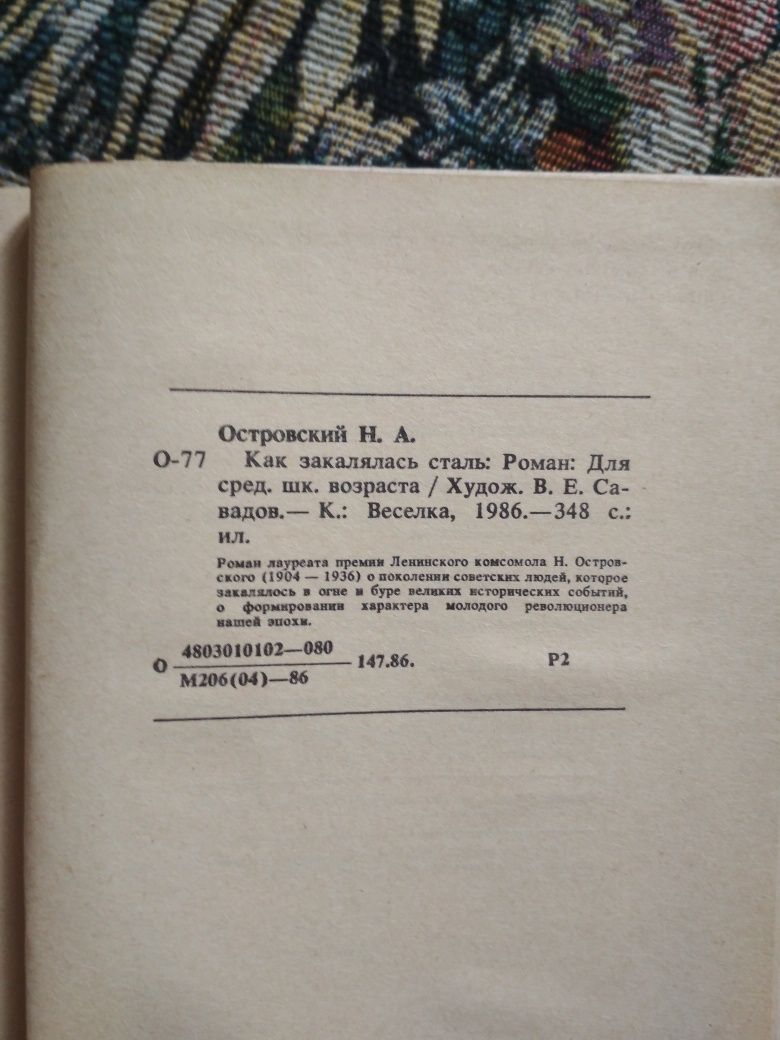 Островский Н. А.
О-77 Как закалялась сталь: Роман: Для
сред. шк. возраста / Худож. В. Е. Са-
вадов.— К.: Веселка, 1986.—348 с.:
ил.
Роман лауреата премии Ленинского комсомола Н. Остров-
ского (1904 — 1936) о поколении советских людей, которое
закалялось в огне и буре великих исторических событий,
о формировании характера молодого революционера
нашей эпохи.
О 4803010102—080
М206(04)—86 147.86. Р2